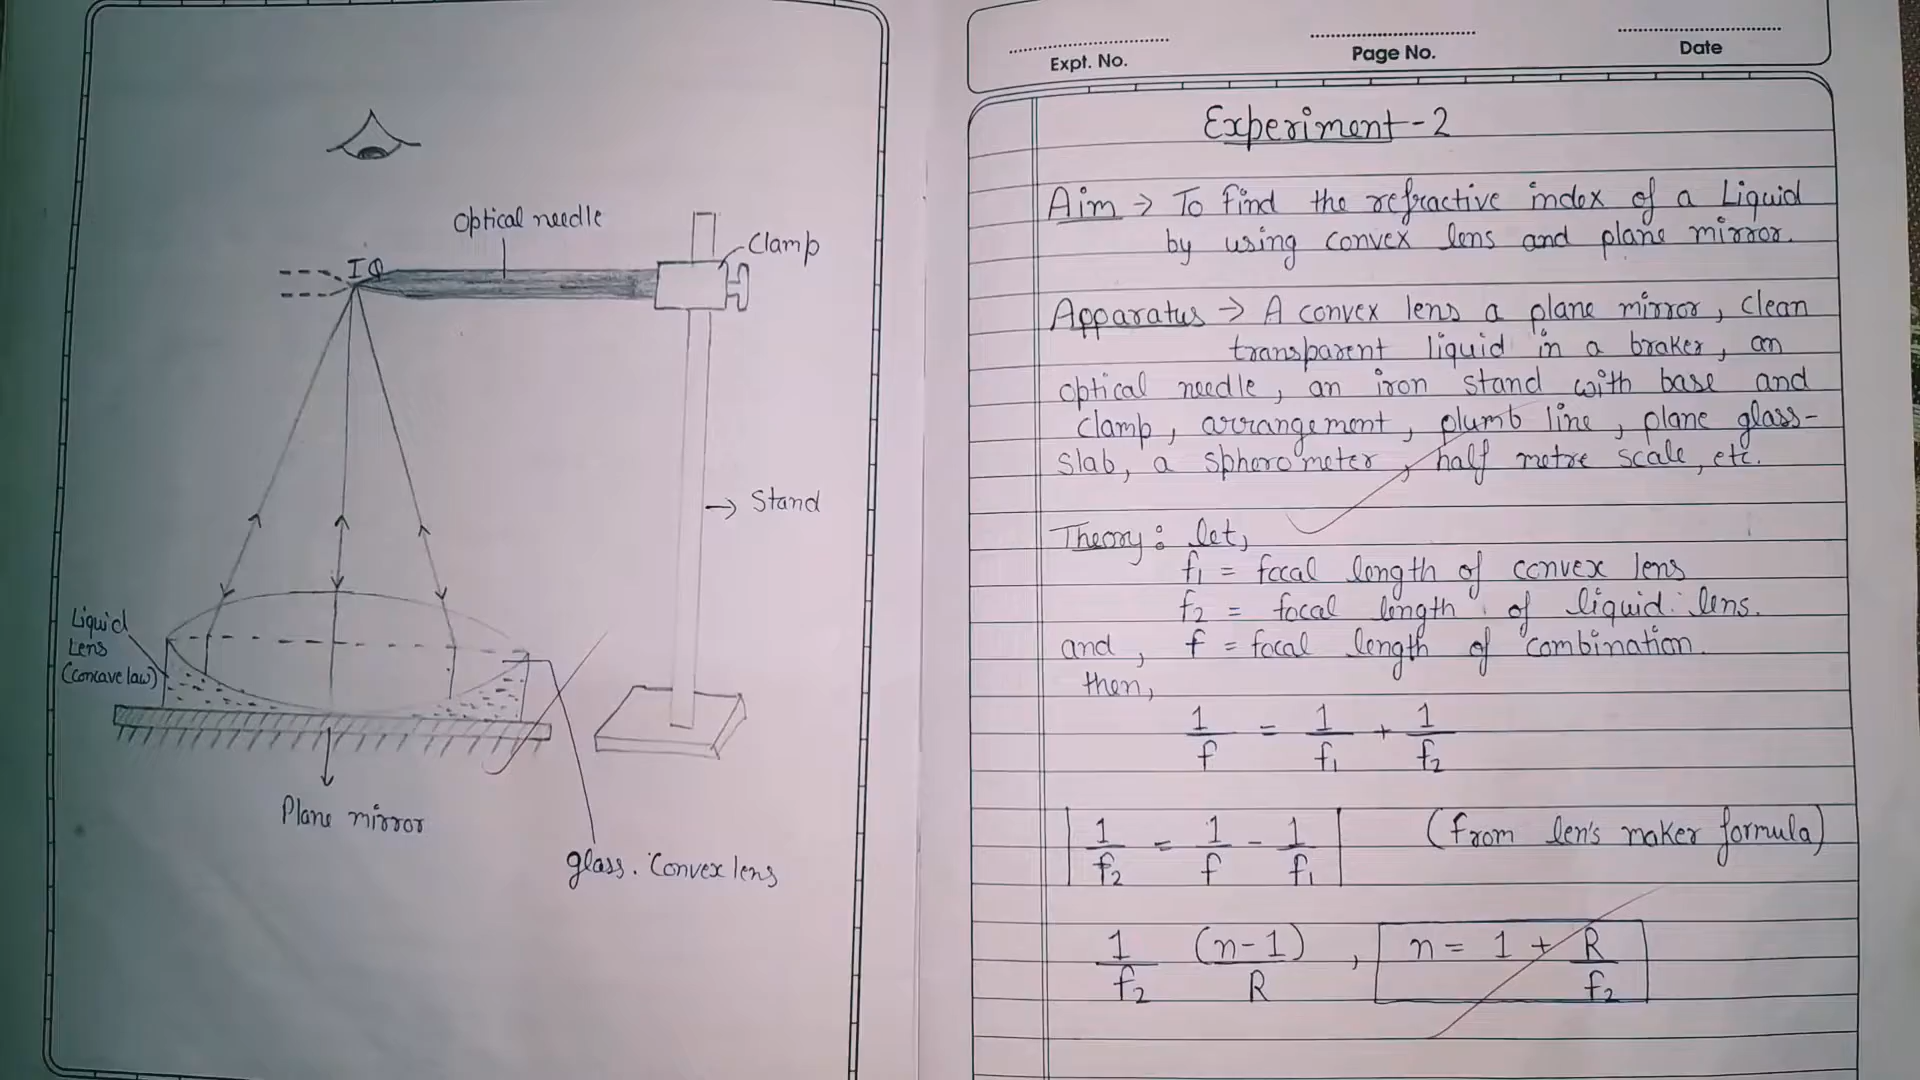 optical needle
Clamp
IO
→ Stand
Liquid
Lens
(Concave law)
Plane mirror
glass. Convex lens
Expt. No.
Page No.
Date
Experiment-2
Aim → To find the refractive index of a Liquid
by using convex lens and plane mirror.
Apparatus → A convex lens a plane mirror, clean
transparent liquid in a braker, an
optical needle, an iron stand with base and
clamp, arrangement, plumb line, plane glass-
slab, a spherometer, half metre scale, etc.
Theory: let,
f₁ = focal length of convex lens
f₂ = focal length of liquid lens.
and, f = focal length of combination.
then,
1/f = 1/f₁ + 1/f₂
|1/f₂ = 1/f - 1/f₁| (from len's maker formula)
1/f₂ (n-1)/R , n = 1 + R/f₂